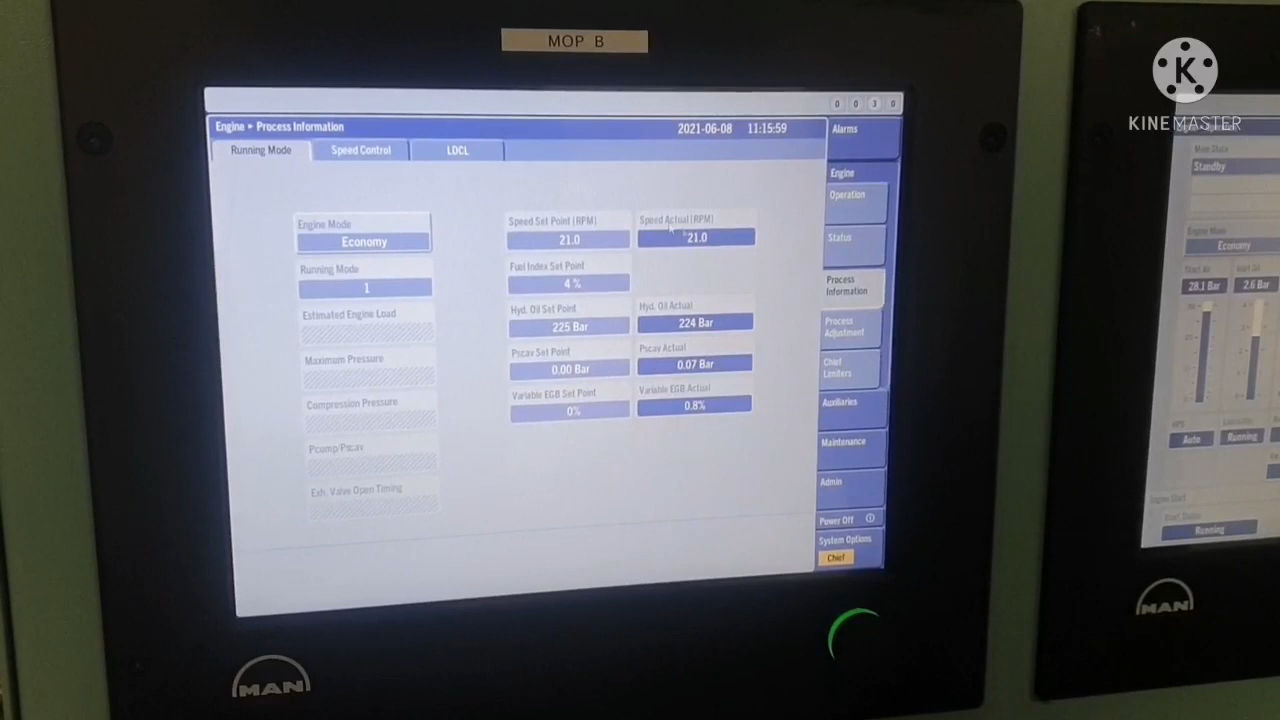 MOP B
K
KINEMASTER
0 0 3 0
Engine ▸ Process Information
2021-06-08 11:15:59
Alarms
Running Mode
Speed Control
LDCL
Engine
Operation
Status
Process
Information
Process
Adjustment
Chief
Limiters
Auxiliaries
Maintenance
Admin
Power Off
System Options
Chief
Engine Mode
Economy
Running Mode
1
Estimated Engine Load
Maximum Pressure
Compression Pressure
Pcomp/Pscav
Exh. Valve Open Timing
Speed Set Point (RPM)
21.0
Speed Actual (RPM)
21.0
Fuel Index Set Point
4 %
Hyd. Oil Set Point
225 Bar
Hyd. Oil Actual
224 Bar
Pscav Set Point
0.00 Bar
Pscav Actual
0.07 Bar
Variable EGB Set Point
0%
Variable EGB Actual
0.8%
MAN
Standby
Engine Mode
Economy
28.1 Bar
2.6 Bar
Auto
Running
Running
MAN